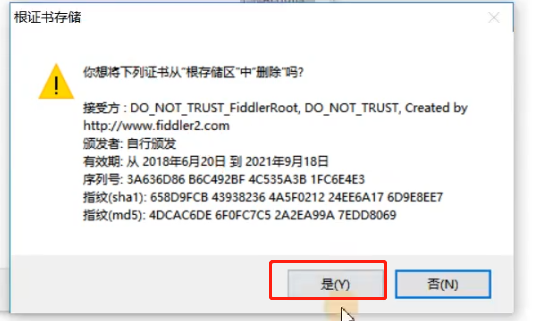 根证书存储
你想将下列证书从“根存储区”中“删除”吗?
接受方 : DO_NOT_TRUST_FiddlerRoot, DO_NOT_TRUST, Created by
http://www.fiddler2.com
颁发者: 自行颁发
有效期: 从 2018年6月20日 到 2021年9月18日
序列号: 3A636D86 B6C492BF 4C535A3B 1FC6E4E3
指纹(sha1): 658D9FCB 43938236 4A5F0212 24EE6A17 6D9E8EE7
指纹(md5): 4DCAC6DE 6F0FC7C5 2A2EA99A 7EDD8069
是(Y)
否(N)